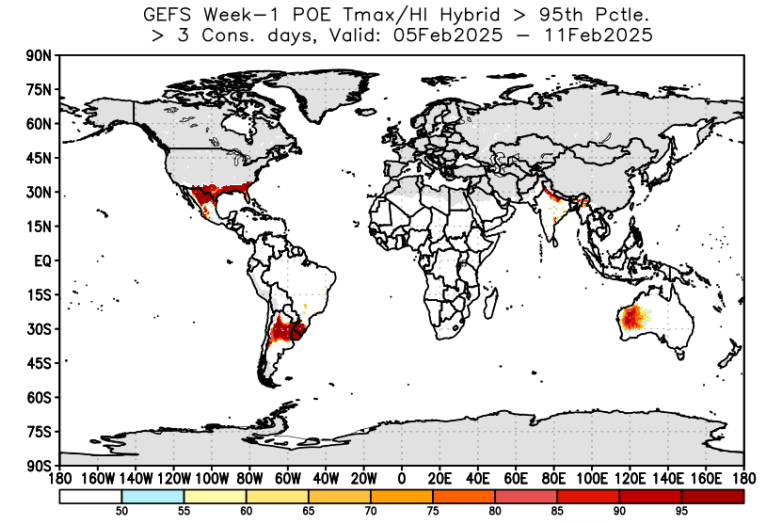 GEFS Week-1 POE Tmax/HI Hybrid > 95th Pctle.
> 3 Cons. days, Valid: 05Feb2025 - 11Feb2025
90N
75N
60N
45N
30N
15N
EQ
15S
30S
45S
60S
75S
90S
180 160W 140W 120W 100W 80W 60W 40W 20W 0 20E 40E 60E 80E 100E 120E 140E 160E 180
50 55 60 65 70 75 80 85 90 95